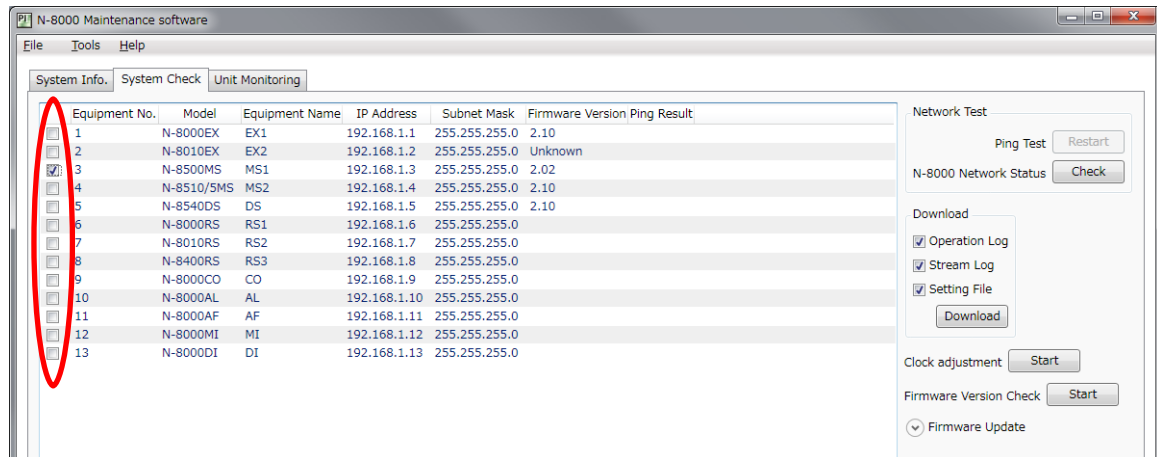 PJ N-8000 Maintenance software
File Tools Help
System Info. System Check Unit Monitoring
Equipment No. Model Equipment Name IP Address Subnet Mask Firmware Version Ping Result
1 N-8000EX EX1 192.168.1.1 255.255.255.0 2.10
2 N-8010EX EX2 192.168.1.2 255.255.255.0 Unknown
3 N-8500MS MS1 192.168.1.3 255.255.255.0 2.02
4 N-8510/5MS MS2 192.168.1.4 255.255.255.0 2.10
5 N-8540DS DS 192.168.1.5 255.255.255.0 2.10
6 N-8000RS RS1 192.168.1.6 255.255.255.0
7 N-8010RS RS2 192.168.1.7 255.255.255.0
8 N-8400RS RS3 192.168.1.8 255.255.255.0
9 N-8000CO CO 192.168.1.9 255.255.255.0
10 N-8000AL AL 192.168.1.10 255.255.255.0
11 N-8000AF AF 192.168.1.11 255.255.255.0
12 N-8000MI MI 192.168.1.12 255.255.255.0
13 N-8000DI DI 192.168.1.13 255.255.255.0
Network Test
Ping Test Restart
N-8000 Network Status Check
Download
Operation Log
Stream Log
Setting File
Download
Clock adjustment Start
Firmware Version Check Start
Firmware Update